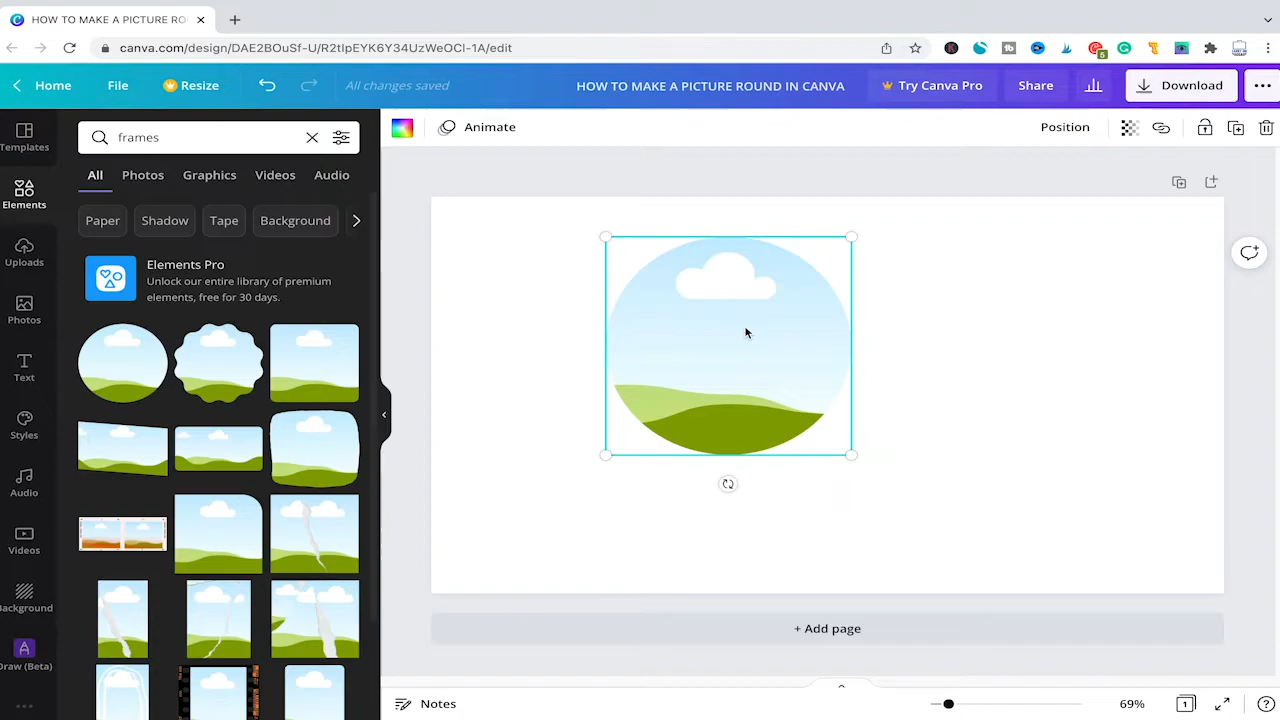 HOW TO MAKE A PICTURE RO
canva.com/design/DAE2BOuSf-U/R2tIpEYK6Y34UzWeOCI-1A/edit
5
Home File Resize All changes saved HOW TO MAKE A PICTURE ROUND IN CANVA Try Canva Pro Share Download
frames
Animate Position
Templates
All Photos Graphics Videos Audio
Elements
Paper Shadow Tape Background
Uploads
Elements Pro
Unlock our entire library of premium
elements, free for 30 days.
Photos
Text
Styles
Audio
Videos
Background
Draw (Beta)
+ Add page
Notes 69% 1